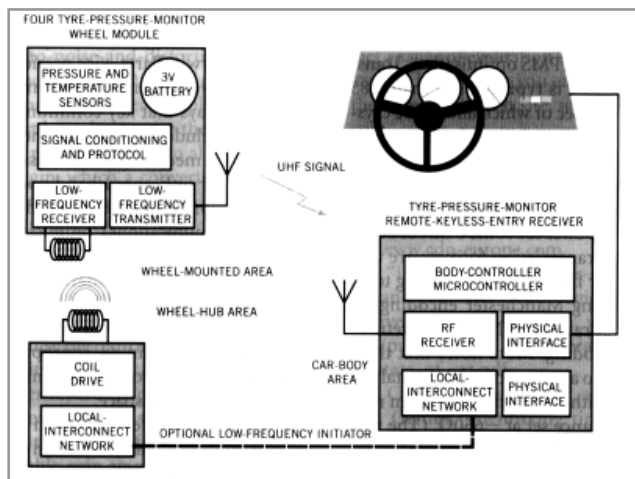 FOUR TYRE-PRESSURE-MONITOR
WHEEL MODULE
PRESSURE AND
TEMPERATURE
SENSORS
3V
BATTERY
SIGNAL CONDITIONING
AND PROTOCOL
LOW-
FREQUENCY
RECEIVER
LOW-
FREQUENCY
TRANSMITTER
UHF SIGNAL
TYRE-PRESSURE-MONITOR
REMOTE-KEYLESS-ENTRY RECEIVER
BODY-CONTROLLER
MICROCONTROLLER
RF
RECEIVER
PHYSICAL
INTERFACE
LOCAL-
INTERCONNECT
NETWORK
PHYSICAL
INTERFACE
WHEEL-MOUNTED AREA
WHEEL-HUB AREA
CAR-BODY
AREA
COIL
DRIVE
LOCAL-
INTERCONNECT
NETWORK
OPTIONAL LOW-FREQUENCY INITIATOR